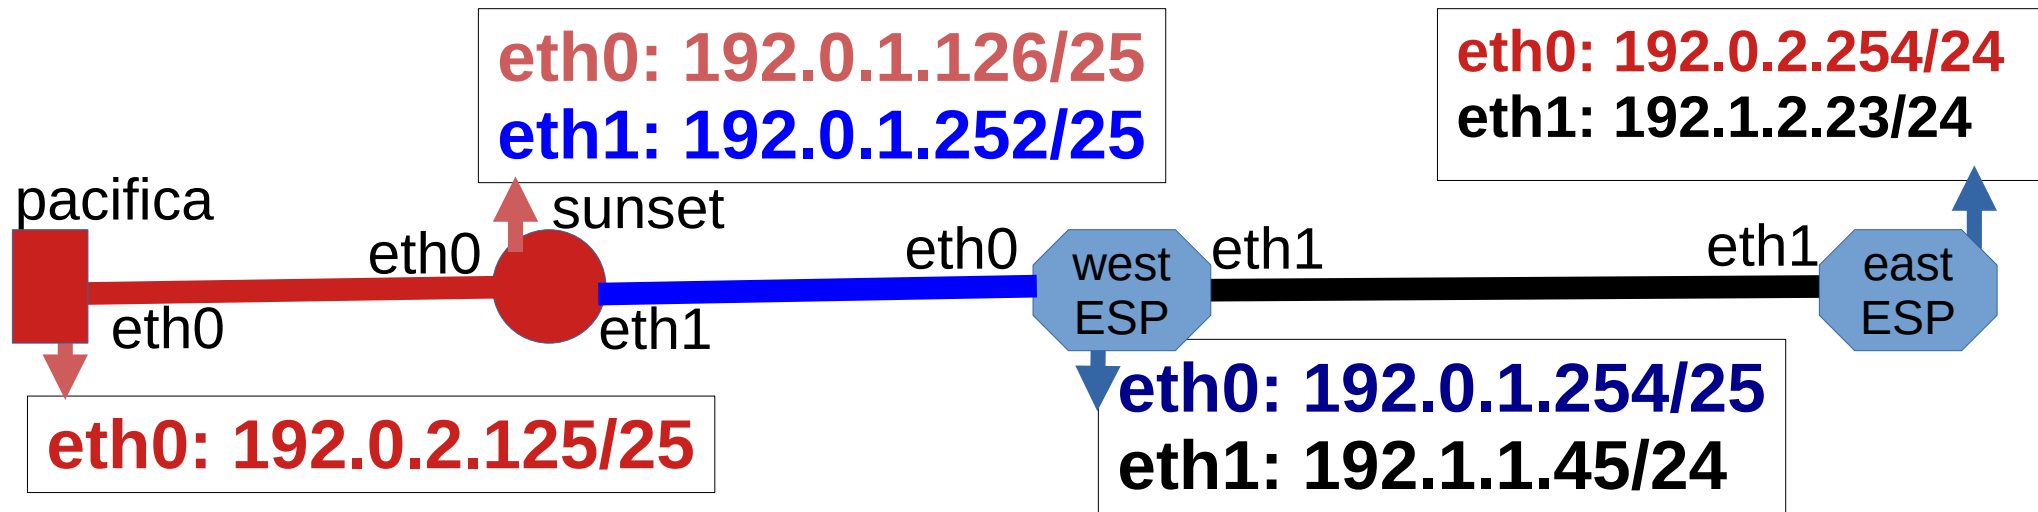 eth0: 192.0.1.126/25
eth1: 192.0.1.252/25
eth0: 192.0.2.254/24
eth1: 192.1.2.23/24
pacifica
sunset
eth0
eth0
eth1
eth1
west
ESP
east
ESP
eth0
eth1
eth0: 192.0.1.254/25
eth1: 192.1.1.45/24
eth0: 192.0.2.125/25